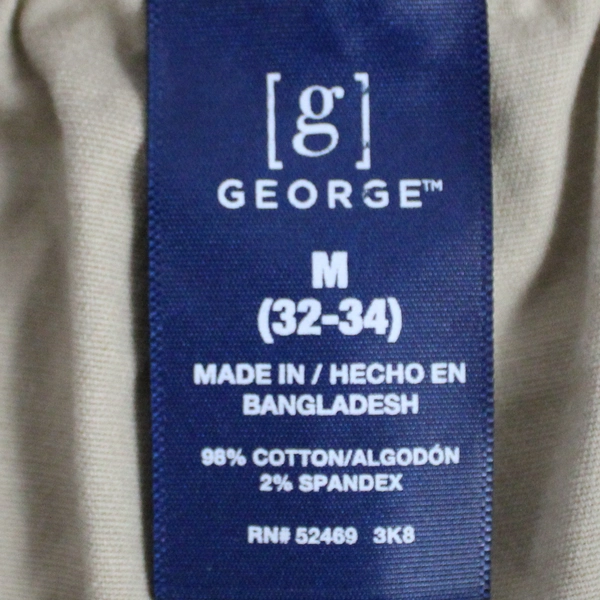 [g]
GEORGE™
M
(32-34)
MADE IN / HECHO EN
BANGLADESH
98% COTTON/ALGODÓN
2% SPANDEX
RN# 52469 3K8